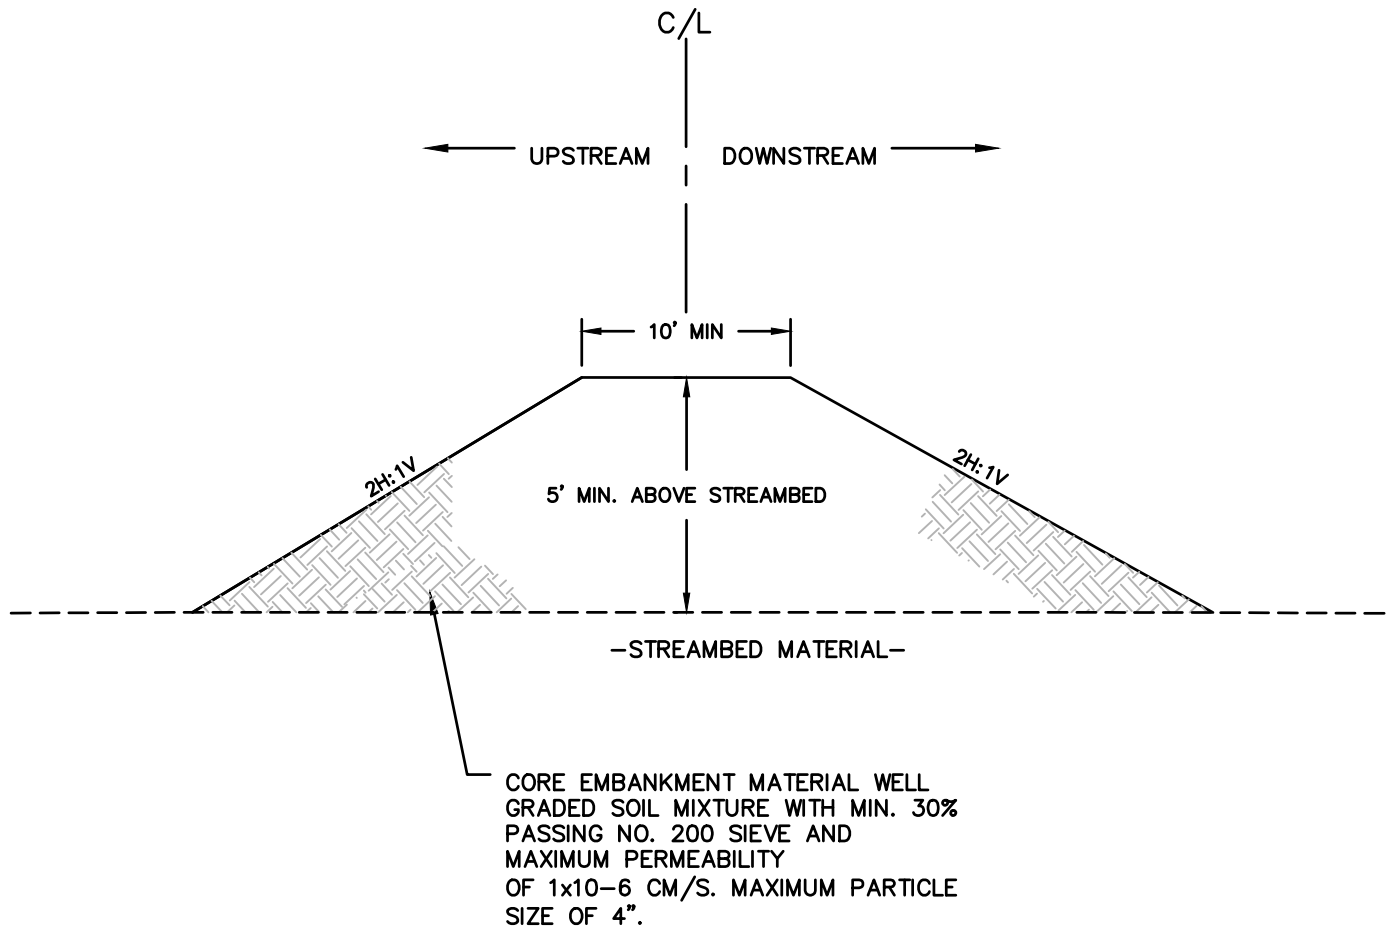 C/L
UPSTREAM
DOWNSTREAM
10' MIN
2H:1V
2H:1V
5' MIN. ABOVE STREAMBED
-STREAMBED MATERIAL-
CORE EMBANKMENT MATERIAL WELL
GRADED SOIL MIXTURE WITH MIN. 30%
PASSING NO. 200 SIEVE AND
MAXIMUM PERMEABILITY
OF 1x10-6 CM/S. MAXIMUM PARTICLE
SIZE OF 4".